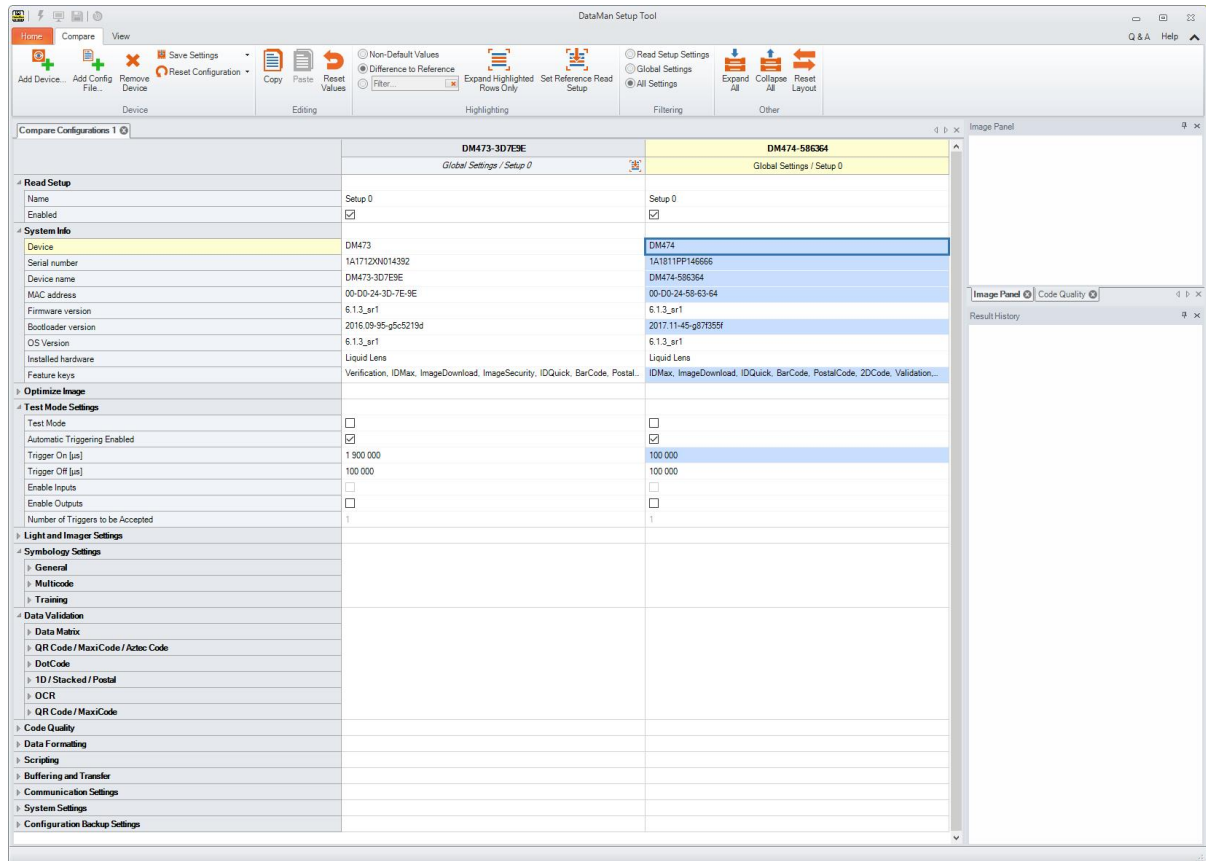 DataMan Setup Tool
Home Compare View Q & A Help
Add Device... Add Config File... Remove Device Save Settings Reset Configuration
Device
Copy Paste Reset Values
Editing
Non-Default Values
Difference to Reference
Filter...
Expand Highlighted Rows Only Set Reference Read Setup
Highlighting
Read Setup Settings
Global Settings
All Settings
Filtering
Expand All Collapse All Reset Layout
Other
Compare Configurations 1
DM473-3D7E9E DM474-586364
Global Settings / Setup 0 Global Settings / Setup 0
Read Setup
Name Setup 0 Setup 0
Enabled
System Info
Device DM473 DM474
Serial number 1A1712XN014392 1A1811PP146666
Device name DM473-3D7E9E DM474-586364
MAC address 00-D0-24-3D-7E-9E 00-D0-24-58-63-64
Firmware version 6.1.3_sr1 6.1.3_sr1
Bootloader version 2016.09-95-g5c5219d 2017.11-45-g87f355f
OS Version 6.1.3_sr1 6.1.3_sr1
Installed hardware Liquid Lens Liquid Lens
Feature keys Verification, IDMax, ImageDownload, ImageSecurity, IDQuick, BarCode, Postal... IDMax, ImageDownload, IDQuick, BarCode, PostalCode, 2DCode, Validation,...
Optimize Image
Test Mode Settings
Test Mode
Automatic Triggering Enabled
Trigger On [µs] 1 900 000 100 000
Trigger Off [µs] 100 000 100 000
Enable Inputs
Enable Outputs
Number of Triggers to be Accepted 1 1
Light and Imager Settings
Symbology Settings
General
Multicode
Training
Data Validation
Data Matrix
QR Code / MaxiCode / Aztec Code
DotCode
1D / Stacked / Postal
OCR
QR Code / MaxiCode
Code Quality
Data Formatting
Scripting
Buffering and Transfer
Communication Settings
System Settings
Configuration Backup Settings
Image Panel
Image Panel Code Quality
Result History